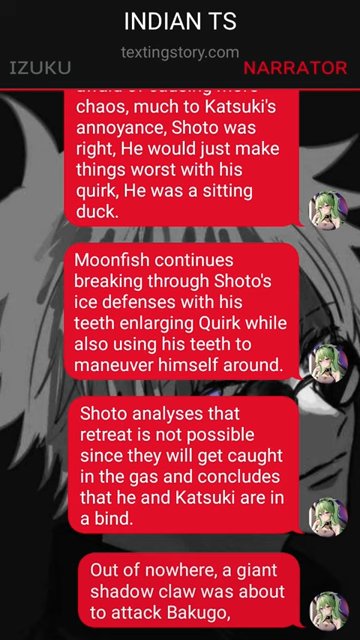 INDIAN TS
textingstory.com
IZUKU
NARRATOR
afraid of causing more
chaos, much to Katsuki's
annoyance, Shoto was
right, He would just make
things worst with his
quirk, He was a sitting
duck.
Moonfish continues
breaking through Shoto's
ice defenses with his
teeth enlarging Quirk while
also using his teeth to
maneuver himself around.
Shoto analyses that
retreat is not possible
since they will get caught
in the gas and concludes
that he and Katsuki are in
a bind.
Out of nowhere, a giant
shadow claw was about
to attack Bakugo,